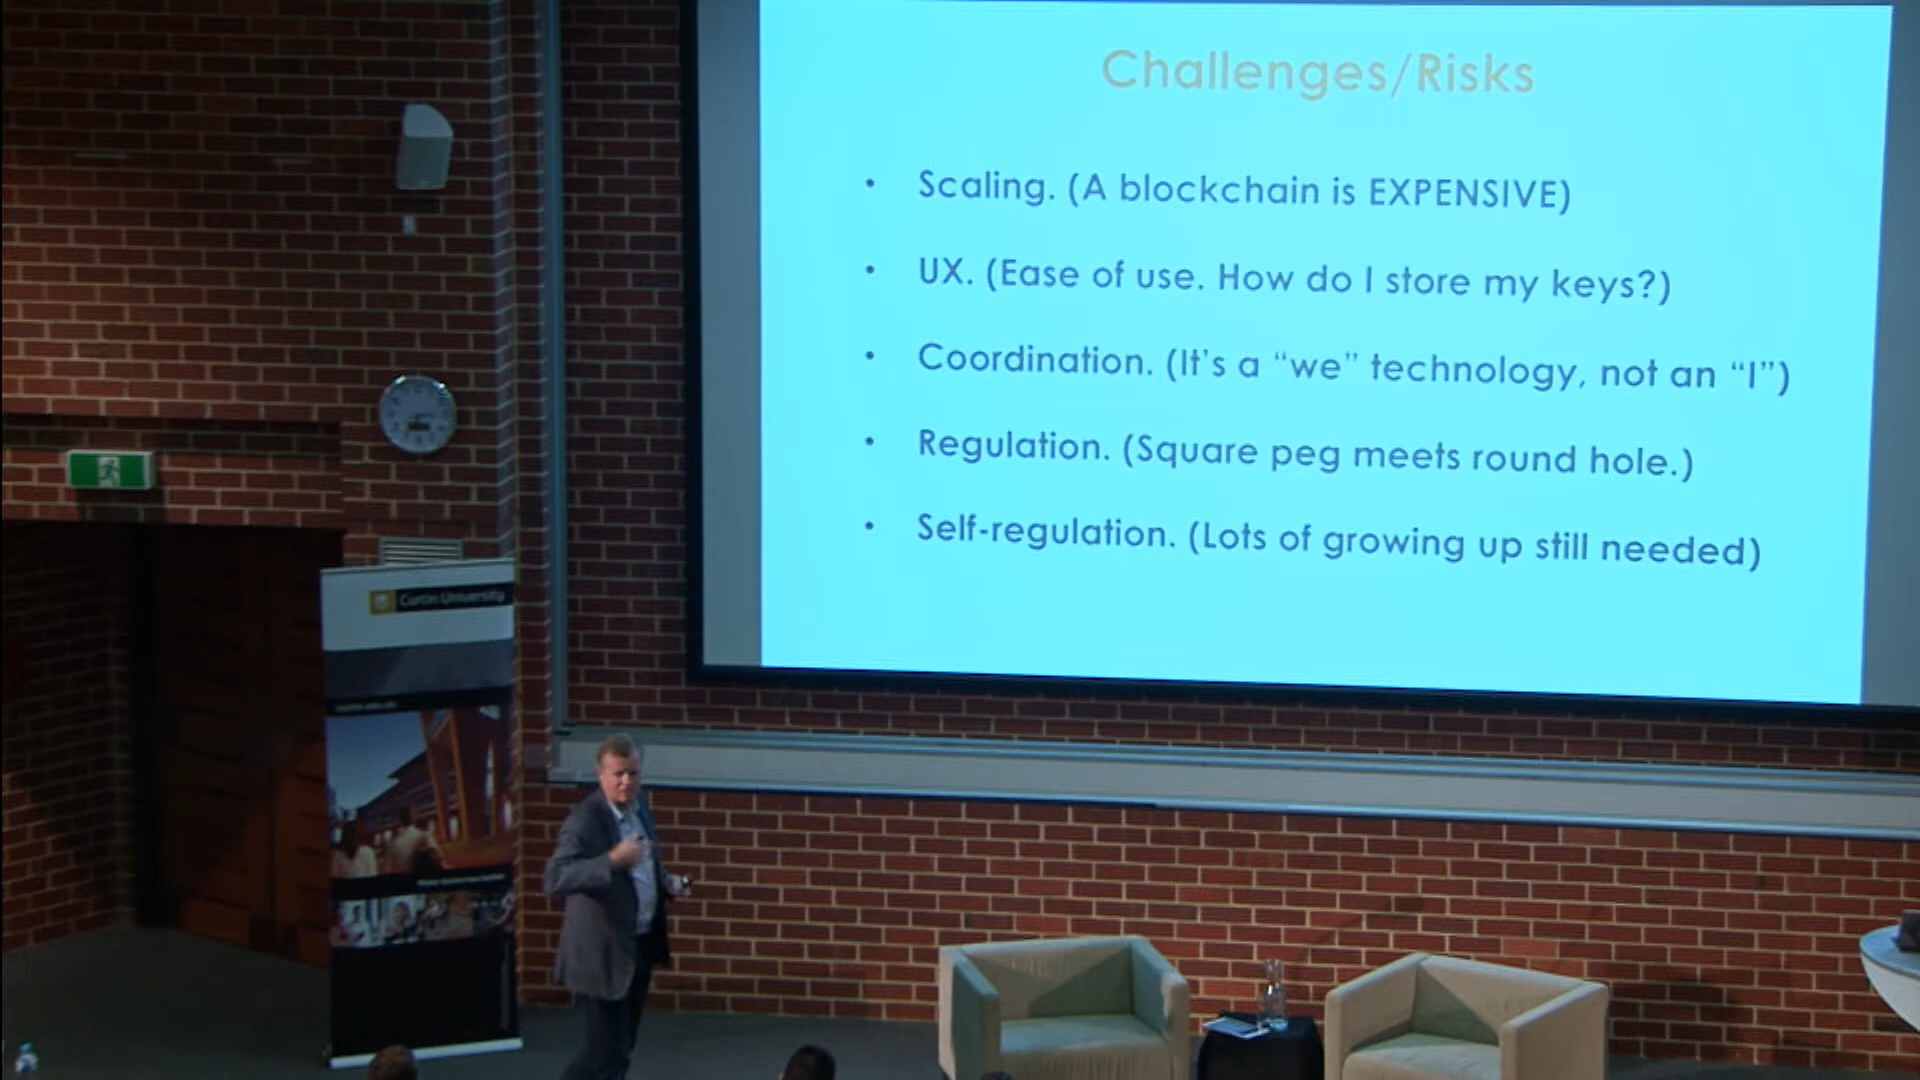 Challenges/Risks
• Scaling. (A blockchain is EXPENSIVE)
• UX. (Ease of use. How do I store my keys?)
• Coordination. (It's a “we” technology, not an “I”)
• Regulation. (Square peg meets round hole.)
• Self-regulation. (Lots of growing up still needed)
Curtin University